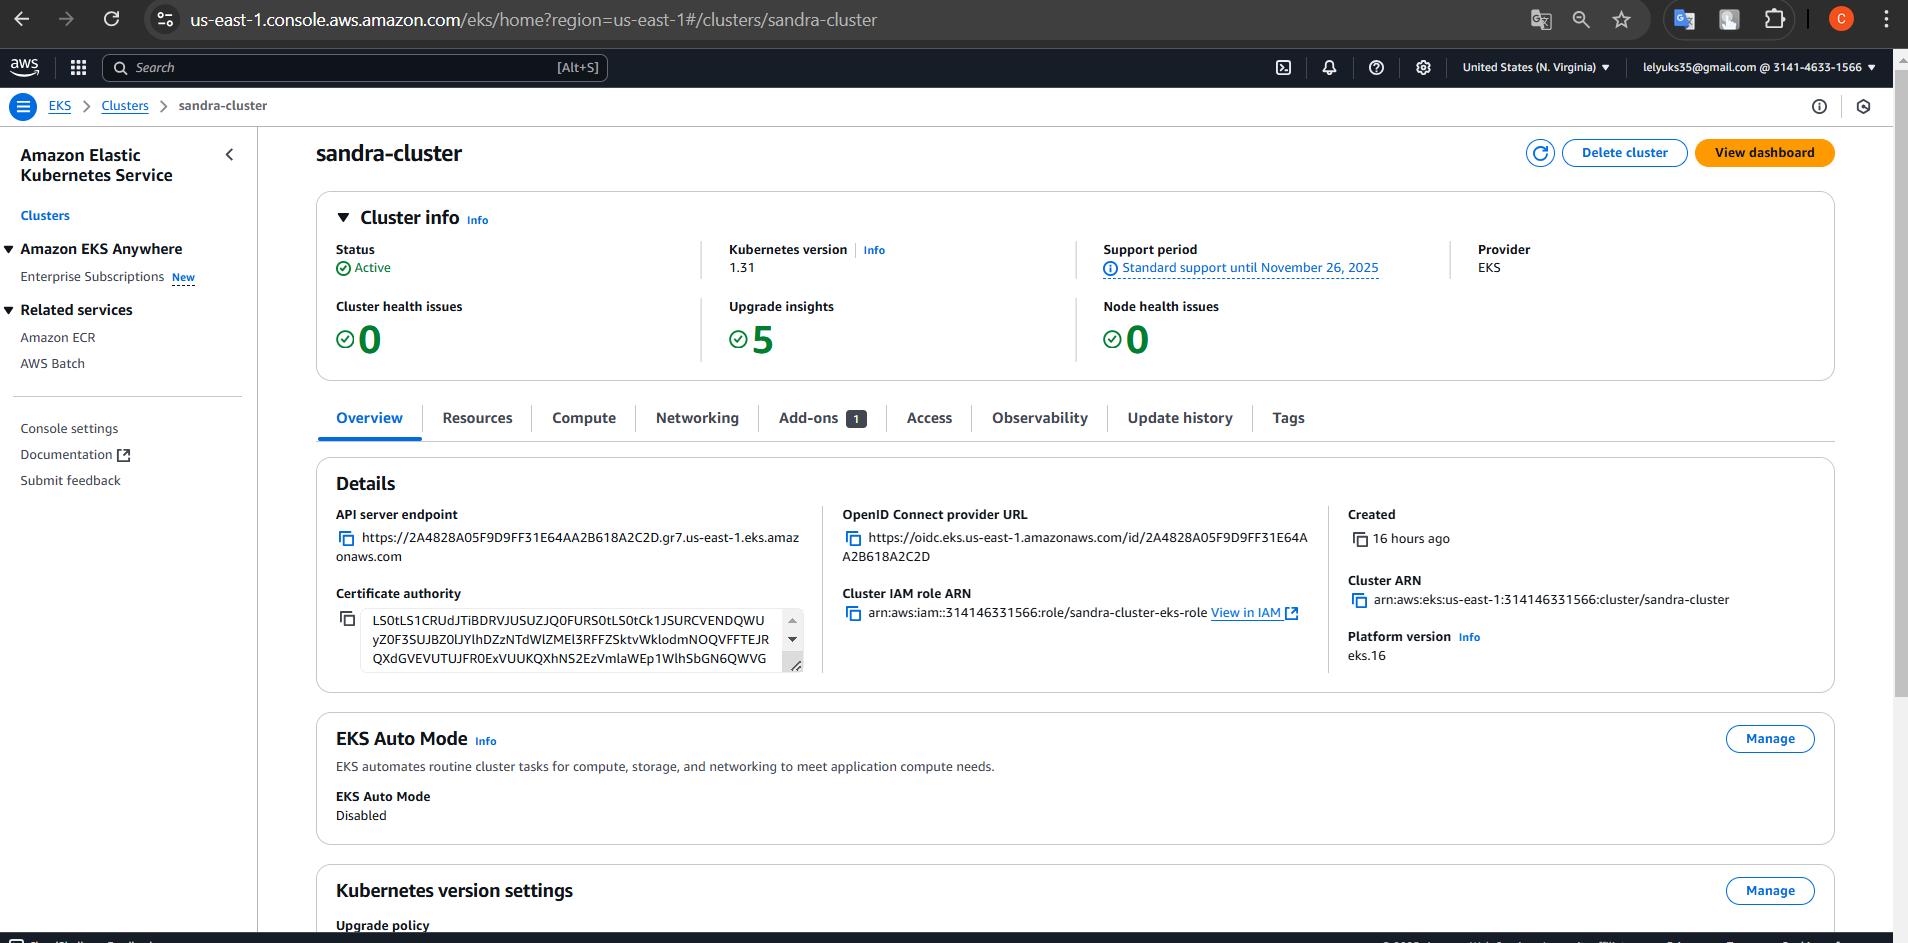 us-east-1.console.aws.amazon.com/eks/home?region=us-east-1#/clusters/sandra-cluster
C
aws
Search
[Alt+S]
United States (N. Virginia)
lelyuks35@gmail.com @ 3141-4633-1566
EKS
Clusters
sandra-cluster
Amazon Elastic
Kubernetes Service
Clusters
Amazon EKS Anywhere
Enterprise Subscriptions New
Related services
Amazon ECR
AWS Batch
Console settings
Documentation
Submit feedback
sandra-cluster
Delete cluster
View dashboard
Cluster info Info
Status
Active
Kubernetes version Info
1.31
Support period
Standard support until November 26, 2025
Provider
EKS
Cluster health issues
0
Upgrade insights
5
Node health issues
0
Overview
Resources
Compute
Networking
Add-ons 1
Access
Observability
Update history
Tags
Details
API server endpoint
https://2A4828A05F9D9FF31E64AA2B618A2C2D.gr7.us-east-1.eks.amaz
onaws.com
Certificate authority
LS0tLS1CRUdJTiBDRVJUSUZJQ0FURS0tLS0tCk1JSURCVENDQWU
yZ0F3SUJBZ0lJYlhDZzNTdWlZMEl3RFFZSktvWklodmNOQVFFTEJR
QXdGVEVUTUJFR0ExVUUKQXhNS2EzVmlaWEp1WlhSbGN6QWVG
OpenID Connect provider URL
https://oidc.eks.us-east-1.amazonaws.com/id/2A4828A05F9D9FF31E64A
A2B618A2C2D
Cluster IAM role ARN
arn:aws:iam::314146331566:role/sandra-cluster-eks-role View in IAM
Created
16 hours ago
Cluster ARN
arn:aws:eks:us-east-1:314146331566:cluster/sandra-cluster
Platform version Info
eks.16
EKS Auto Mode Info
Manage
EKS automates routine cluster tasks for compute, storage, and networking to meet application compute needs.
EKS Auto Mode
Disabled
Kubernetes version settings
Manage
Upgrade policy